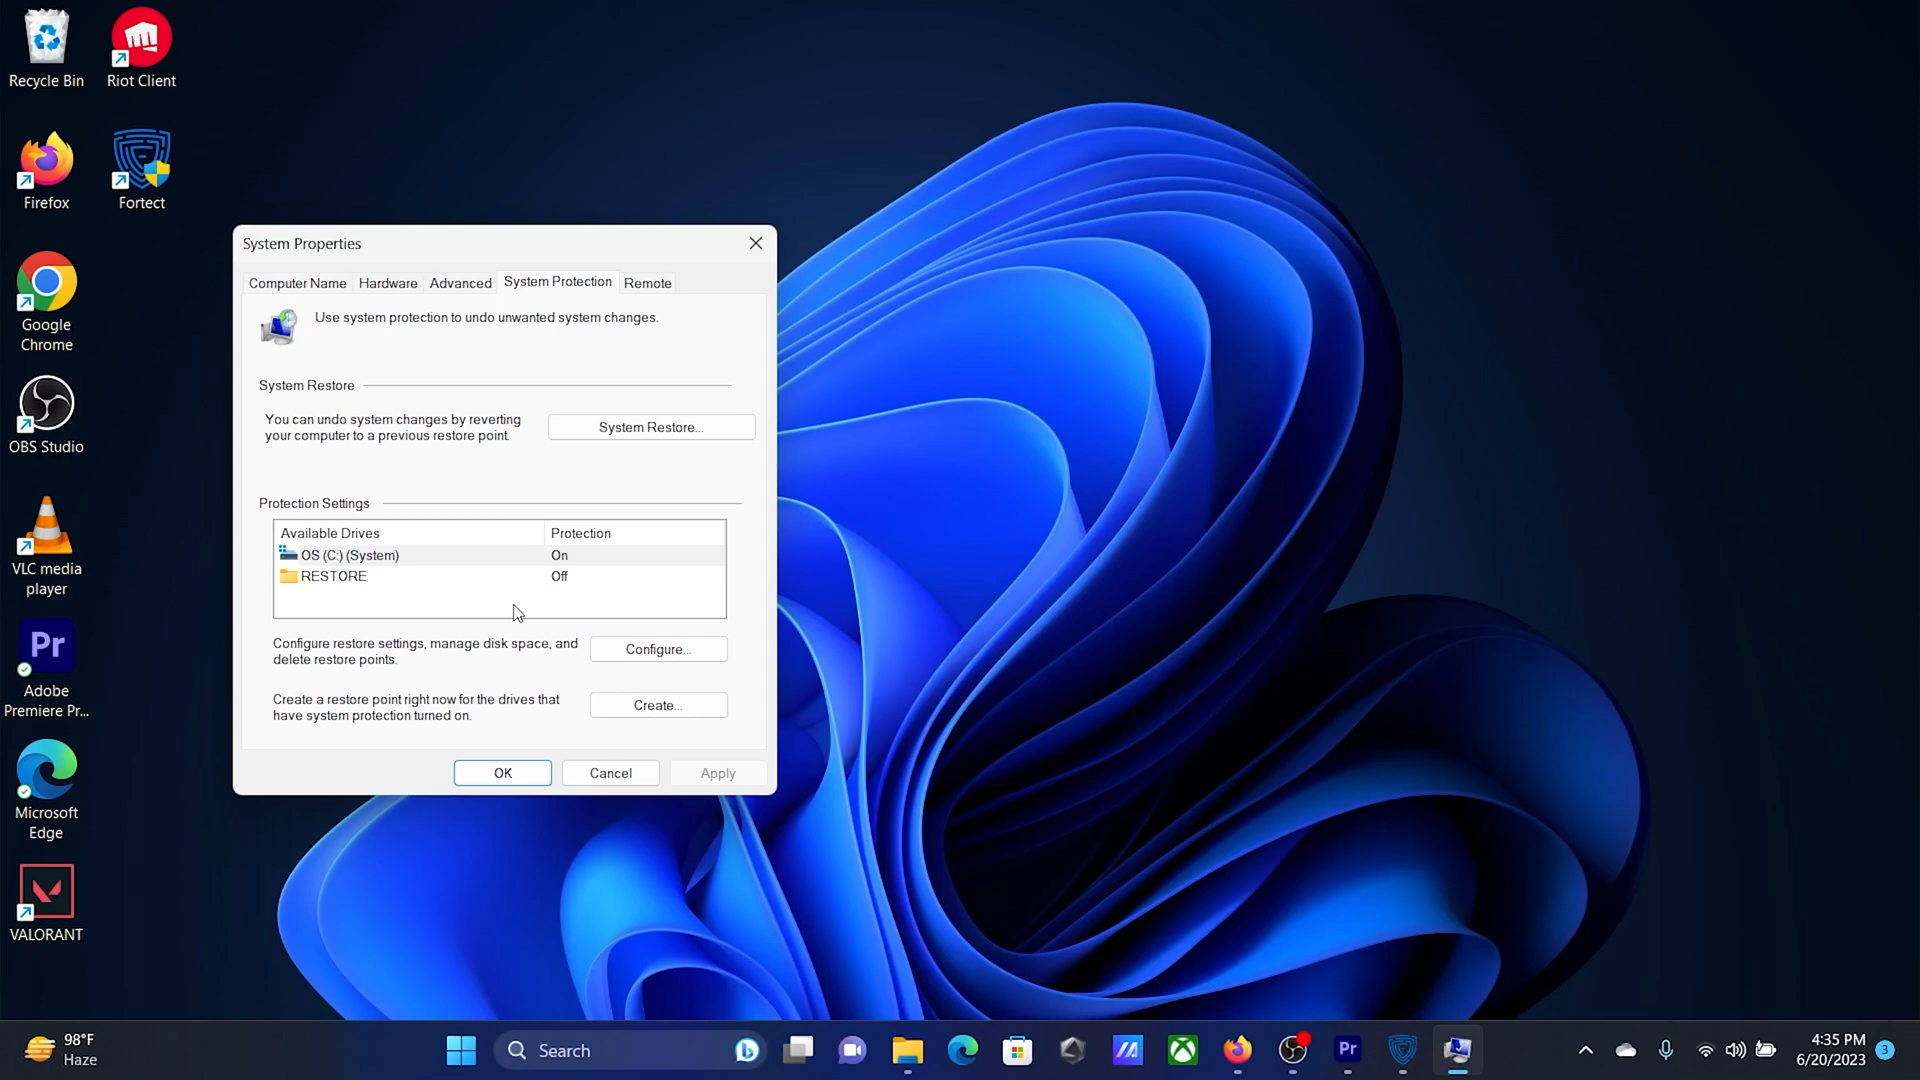 Recycle Bin
Riot Client
Firefox
Fortect
Google
Chrome
OBS Studio
VLC media
player
Pr
Adobe
Premiere Pr...
Microsoft
Edge
VALORANT
System Properties
Computer Name
Hardware
Advanced
System Protection
Remote
Use system protection to undo unwanted system changes.
System Restore
You can undo system changes by reverting
your computer to a previous restore point.
System Restore...
Protection Settings
Available Drives
Protection
OS (C:) (System)
On
RESTORE
Off
Configure restore settings, manage disk space, and
delete restore points.
Configure...
Create a restore point right now for the drives that
have system protection turned on.
Create...
OK
Cancel
Apply
98°F
Haze
Search
Pr
4:35 PM
6/20/2023
3